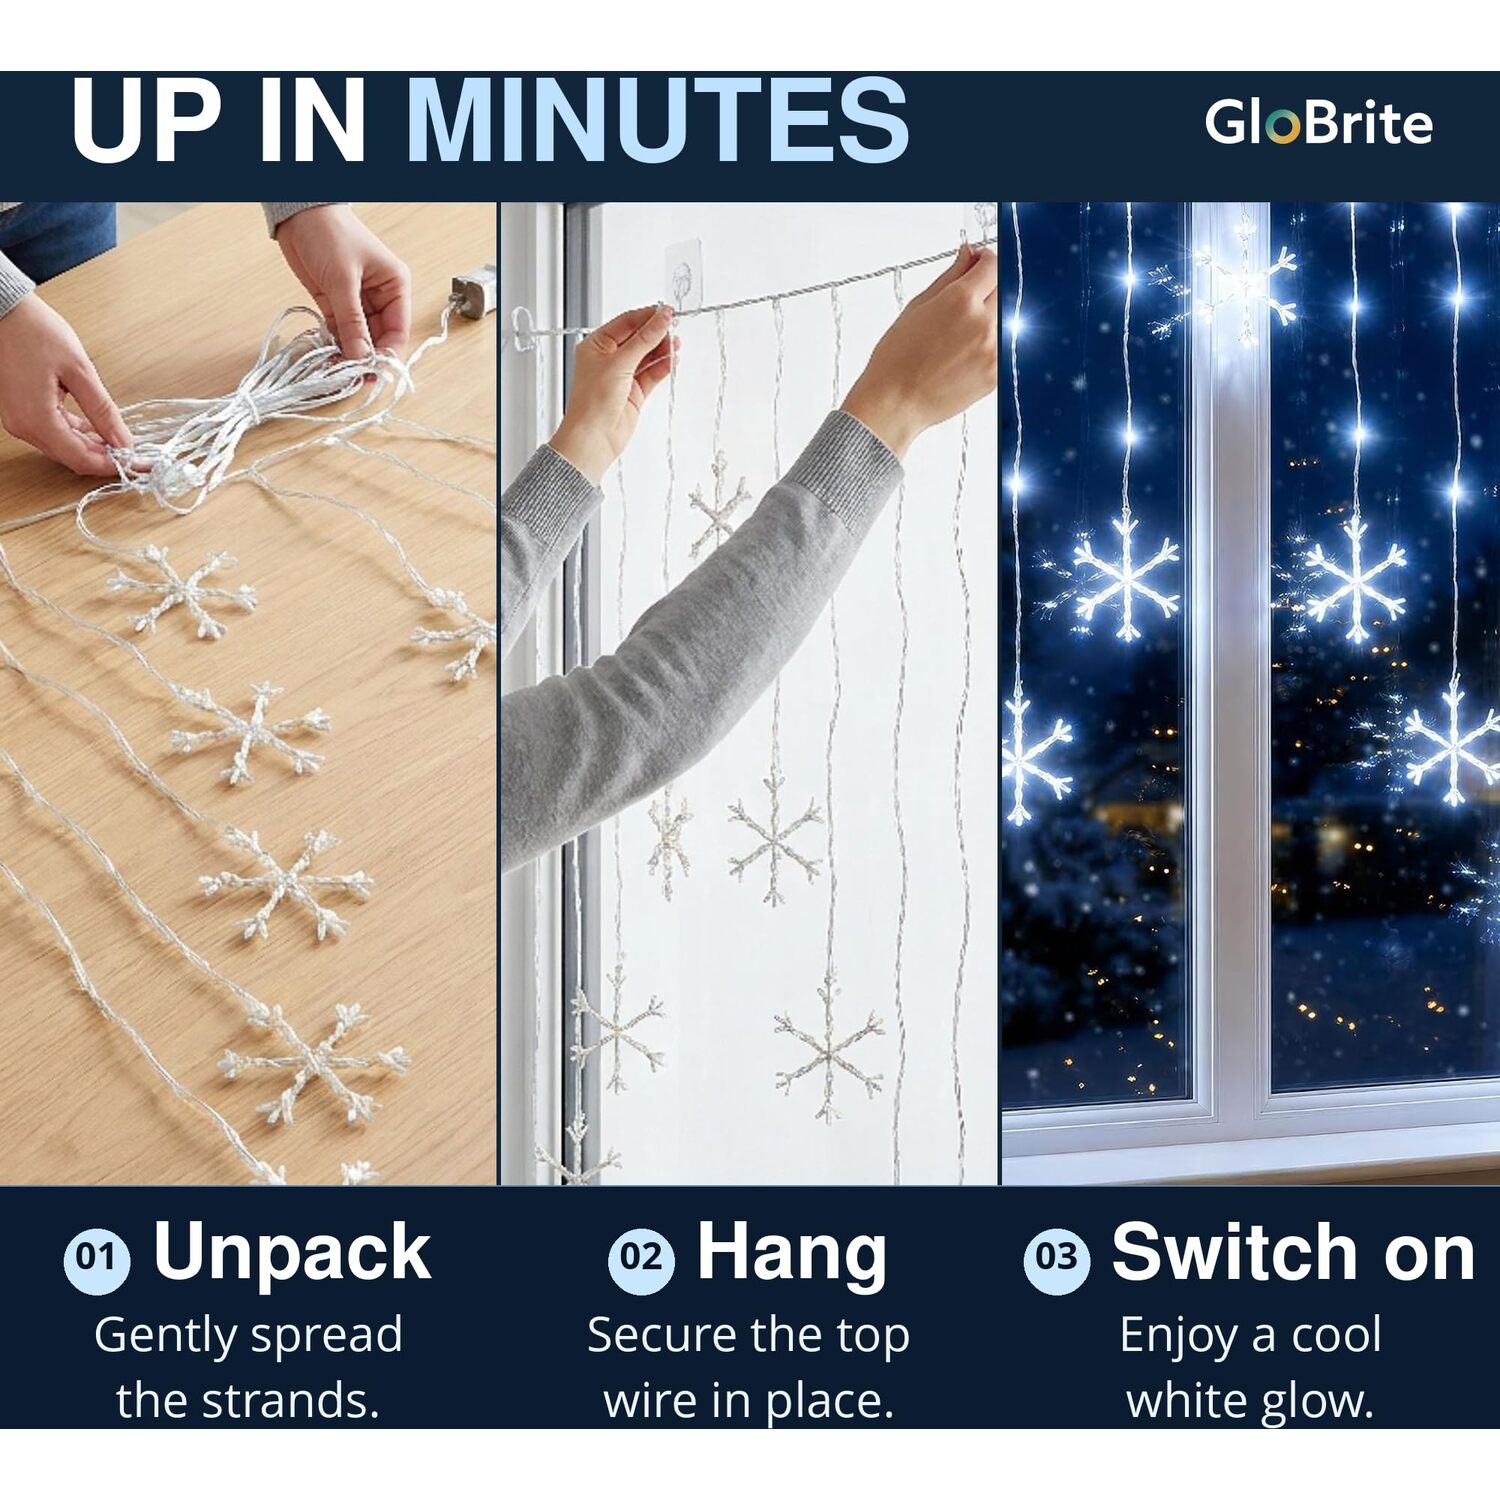 UP IN MINUTES
GloBrite
01 Unpack
Gently spread
the strands.
02 Hang
Secure the top
wire in place.
03 Switch on
Enjoy a cool
white glow.